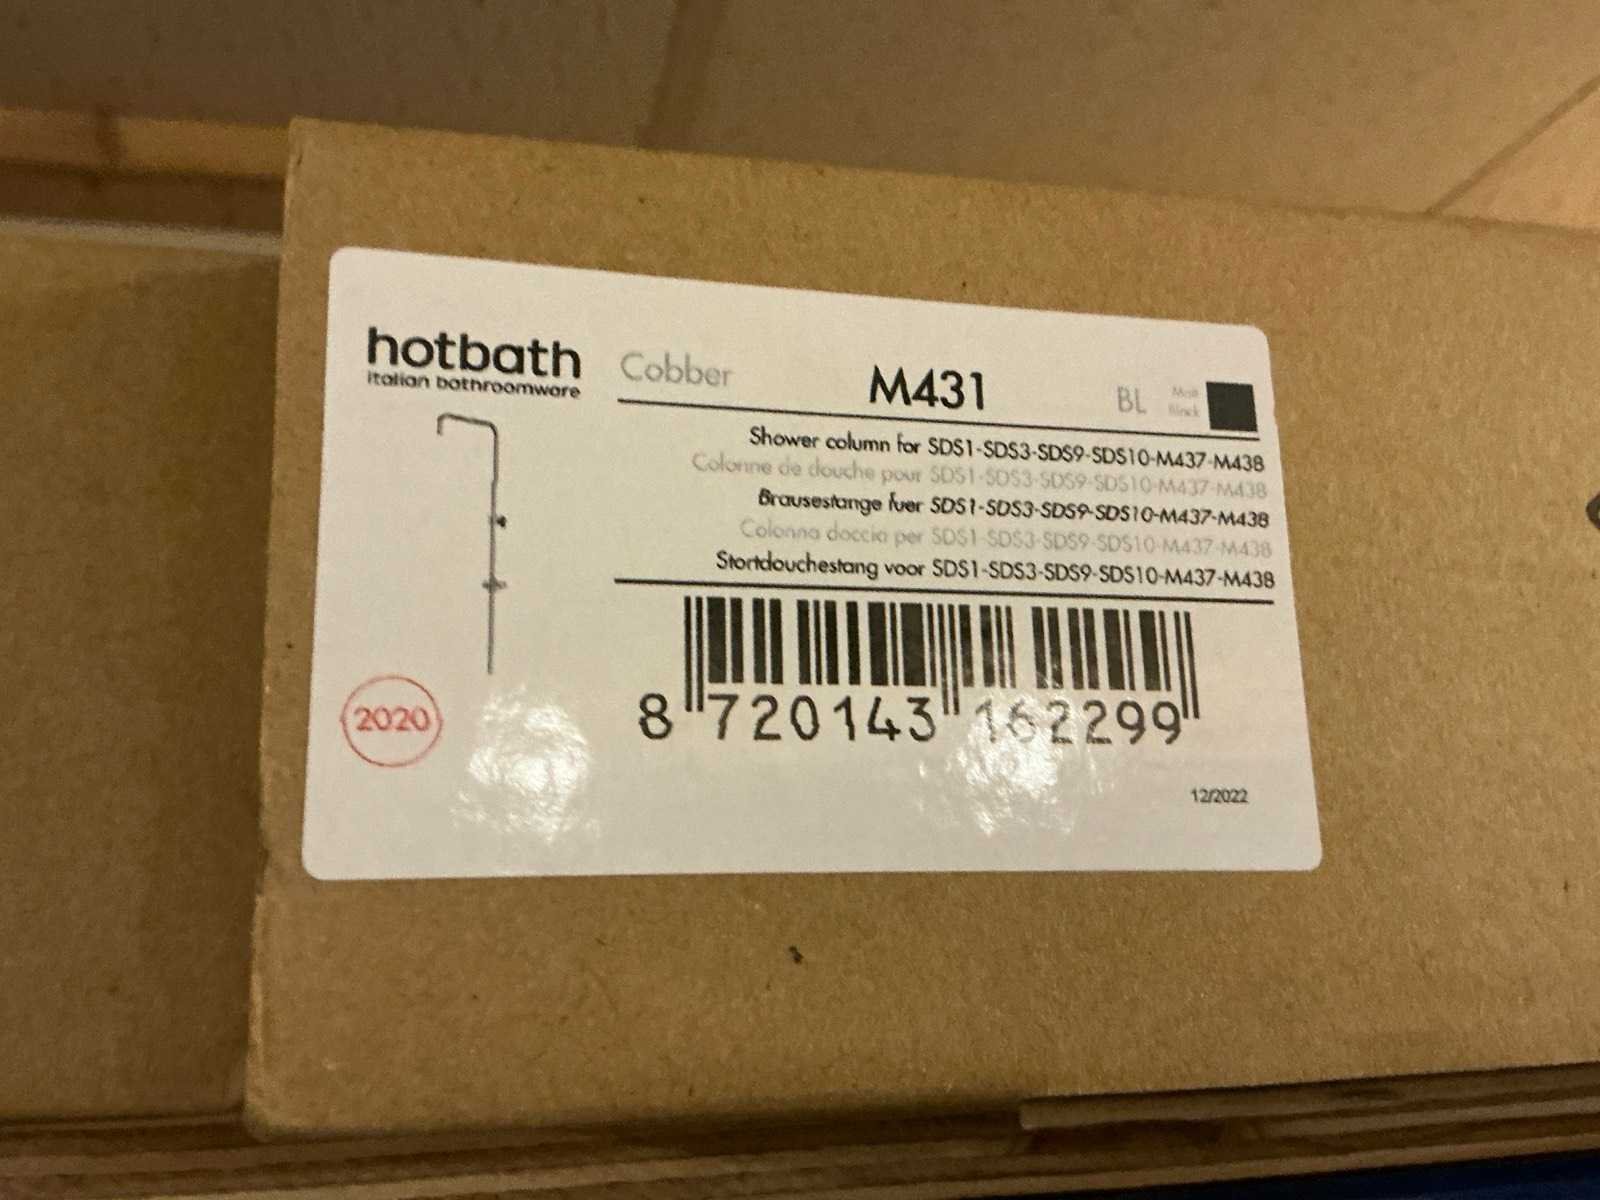 hotbath
italian bathroomware
Cobber
M431
BL
Matt
Black
Shower column for SDS1-SDS3-SDS9-SDS10-M437-M438
Colonne de douche pour SDS1-SDS3-SDS9-SDS10-M437-M438
Brausestange fuer SDS1-SDS3-SDS9-SDS10-M437-M438
Colonna doccia per SDS1-SDS3-SDS9-SDS10-M437-M438
Stortdouchestang voor SDS1-SDS3-SDS9-SDS10-M437-M438
8 720143 162299
2020
12/2022